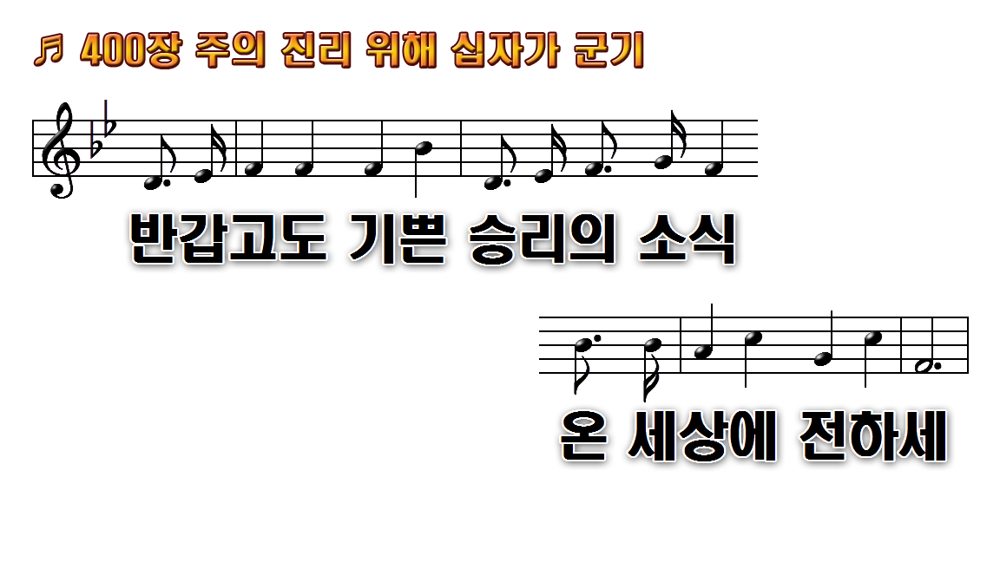 ♬ 400장 주의 진리 위해 십자가 군기
반갑고도 기쁜 승리의 소식
온 세상에 전하세